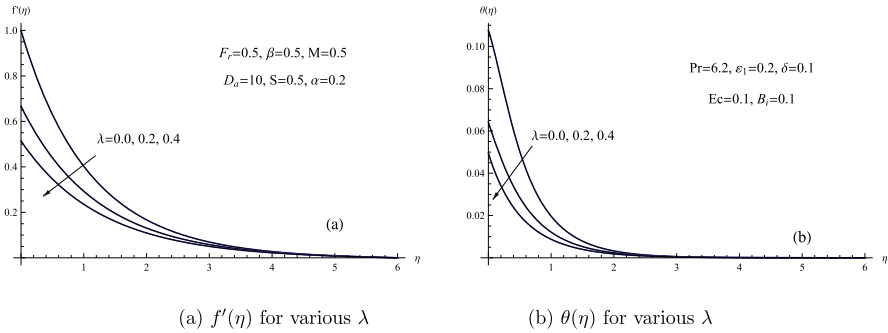 f'(η)
1.0
F_r=0.5, β=0.5, M=0.5
0.8
D_a=10, S=0.5, α=0.2
0.6
λ=0.0, 0.2, 0.4
0.4
0.2
(a)
1 2 3 4 5 6 η
θ(η)
0.10
Pr=6.2, ε₁=0.2, δ=0.1
0.08
Ec=0.1, B_i=0.1
0.06
λ=0.0, 0.2, 0.4
0.04
0.02
(b)
1 2 3 4 5 6 η
(a) f′(η) for various λ
(b) θ(η) for various λ